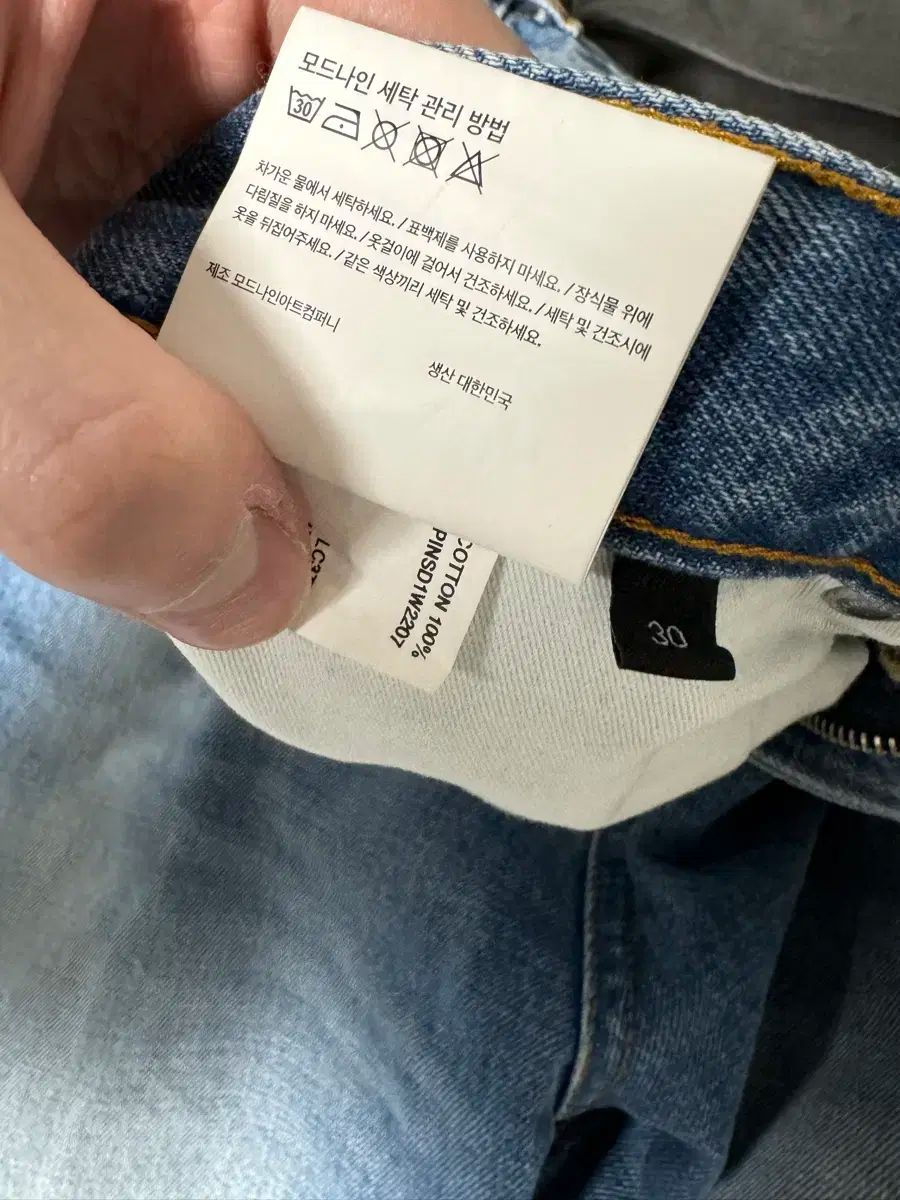 모드나인 세탁 관리 방법
30
차가운 물에서 세탁하세요. /표백제를 사용하지 마세요. /장식물 위에
다림질을 하지 마세요./옷걸이에 걸어서 건조하세요. /세탁 및 건조시에
옷을 뒤집어주세요. /같은 색상끼리 세탁 및 건조하세요.
제조 모드나인아트컴퍼니
생산 대한민국
COTTON 100%
PINSD1W2207
30